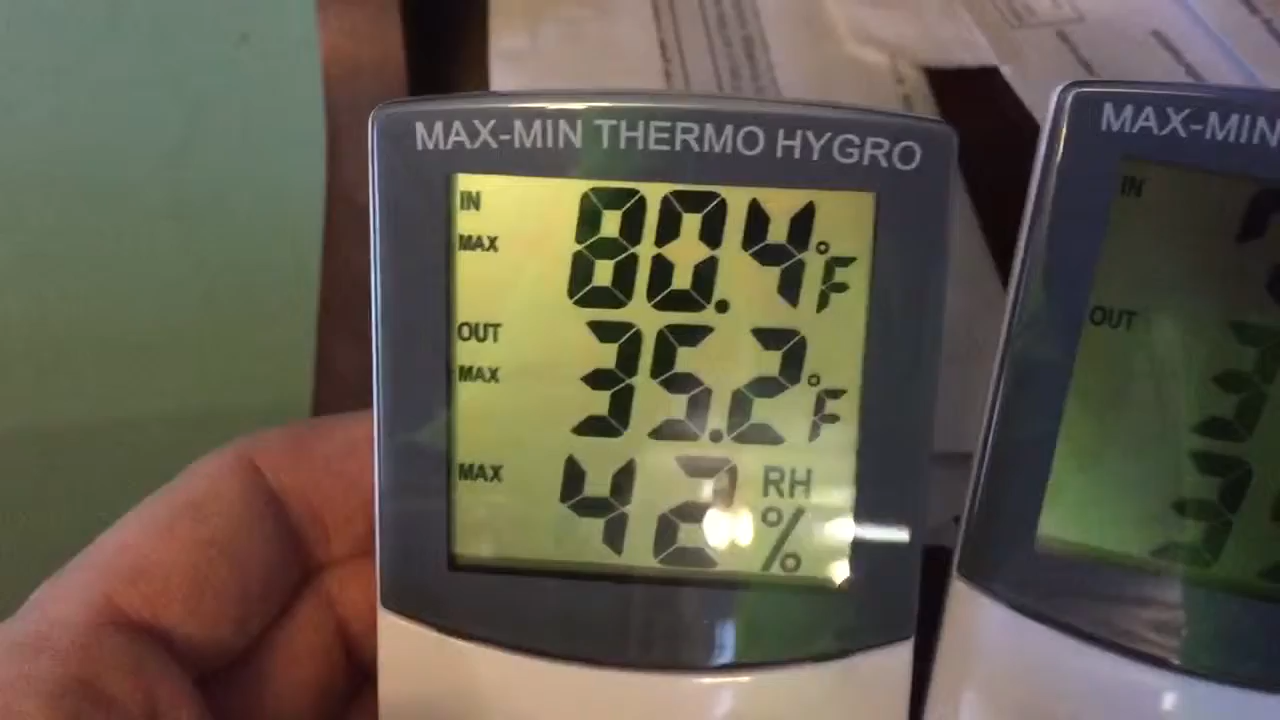 MAX-MIN THERMO HYGRO
IN
MAX
80.4°F
OUT
MAX
35.2°F
MAX
42 RH %
MAX-MIN
IN
OUT